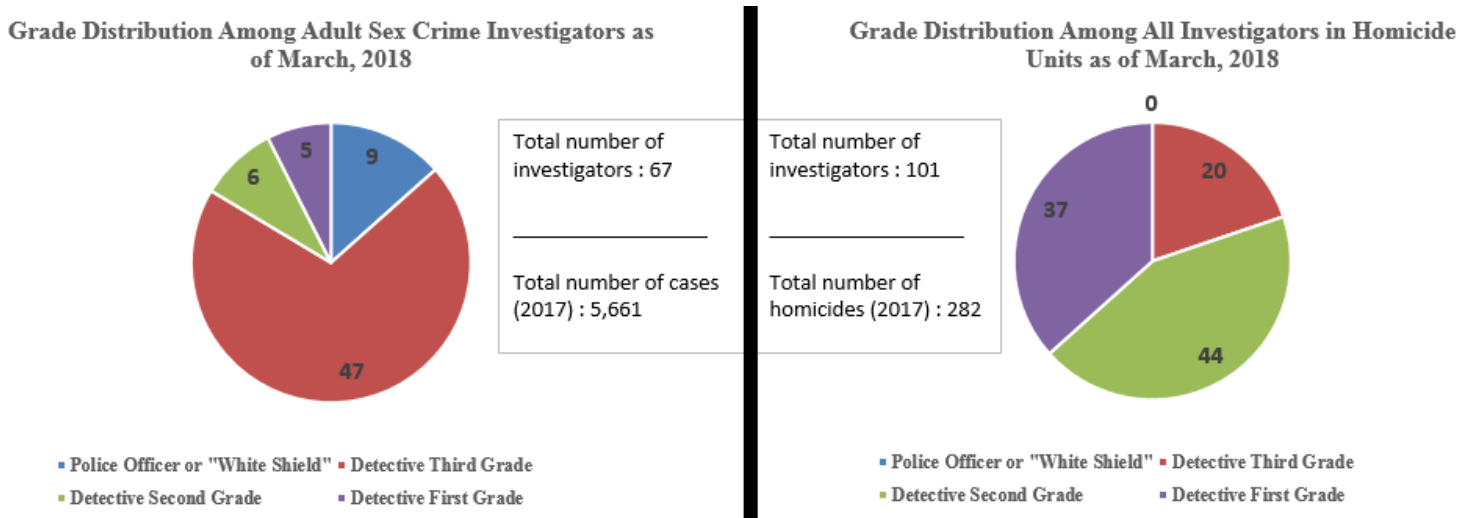 Grade Distribution Among Adult Sex Crime Investigators as
of March, 2018
5
9
6
47
Total number of
investigators : 67
Total number of cases
(2017) : 5,661
Police Officer or "White Shield" Detective Third Grade
Detective Second Grade Detective First Grade
Grade Distribution Among All Investigators in Homicide
Units as of March, 2018
Total number of
investigators : 101
Total number of
homicides (2017) : 282
0
20
37
44
Police Officer or "White Shield" Detective Third Grade
Detective Second Grade Detective First Grade